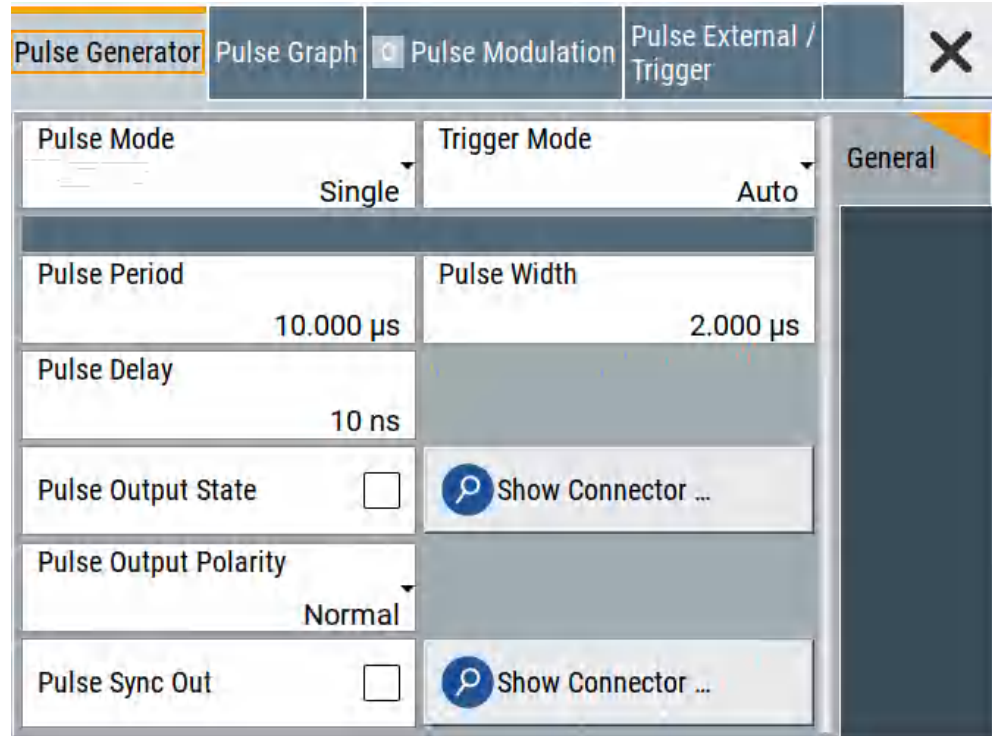 Pulse Generator
Pulse Graph
Pulse Modulation
Pulse External /
Trigger
Pulse Mode
Single
Trigger Mode
Auto
General
Pulse Period
10.000 µs
Pulse Width
2.000 µs
Pulse Delay
10 ns
Pulse Output State
Show Connector ...
Pulse Output Polarity
Normal
Pulse Sync Out
Show Connector ...